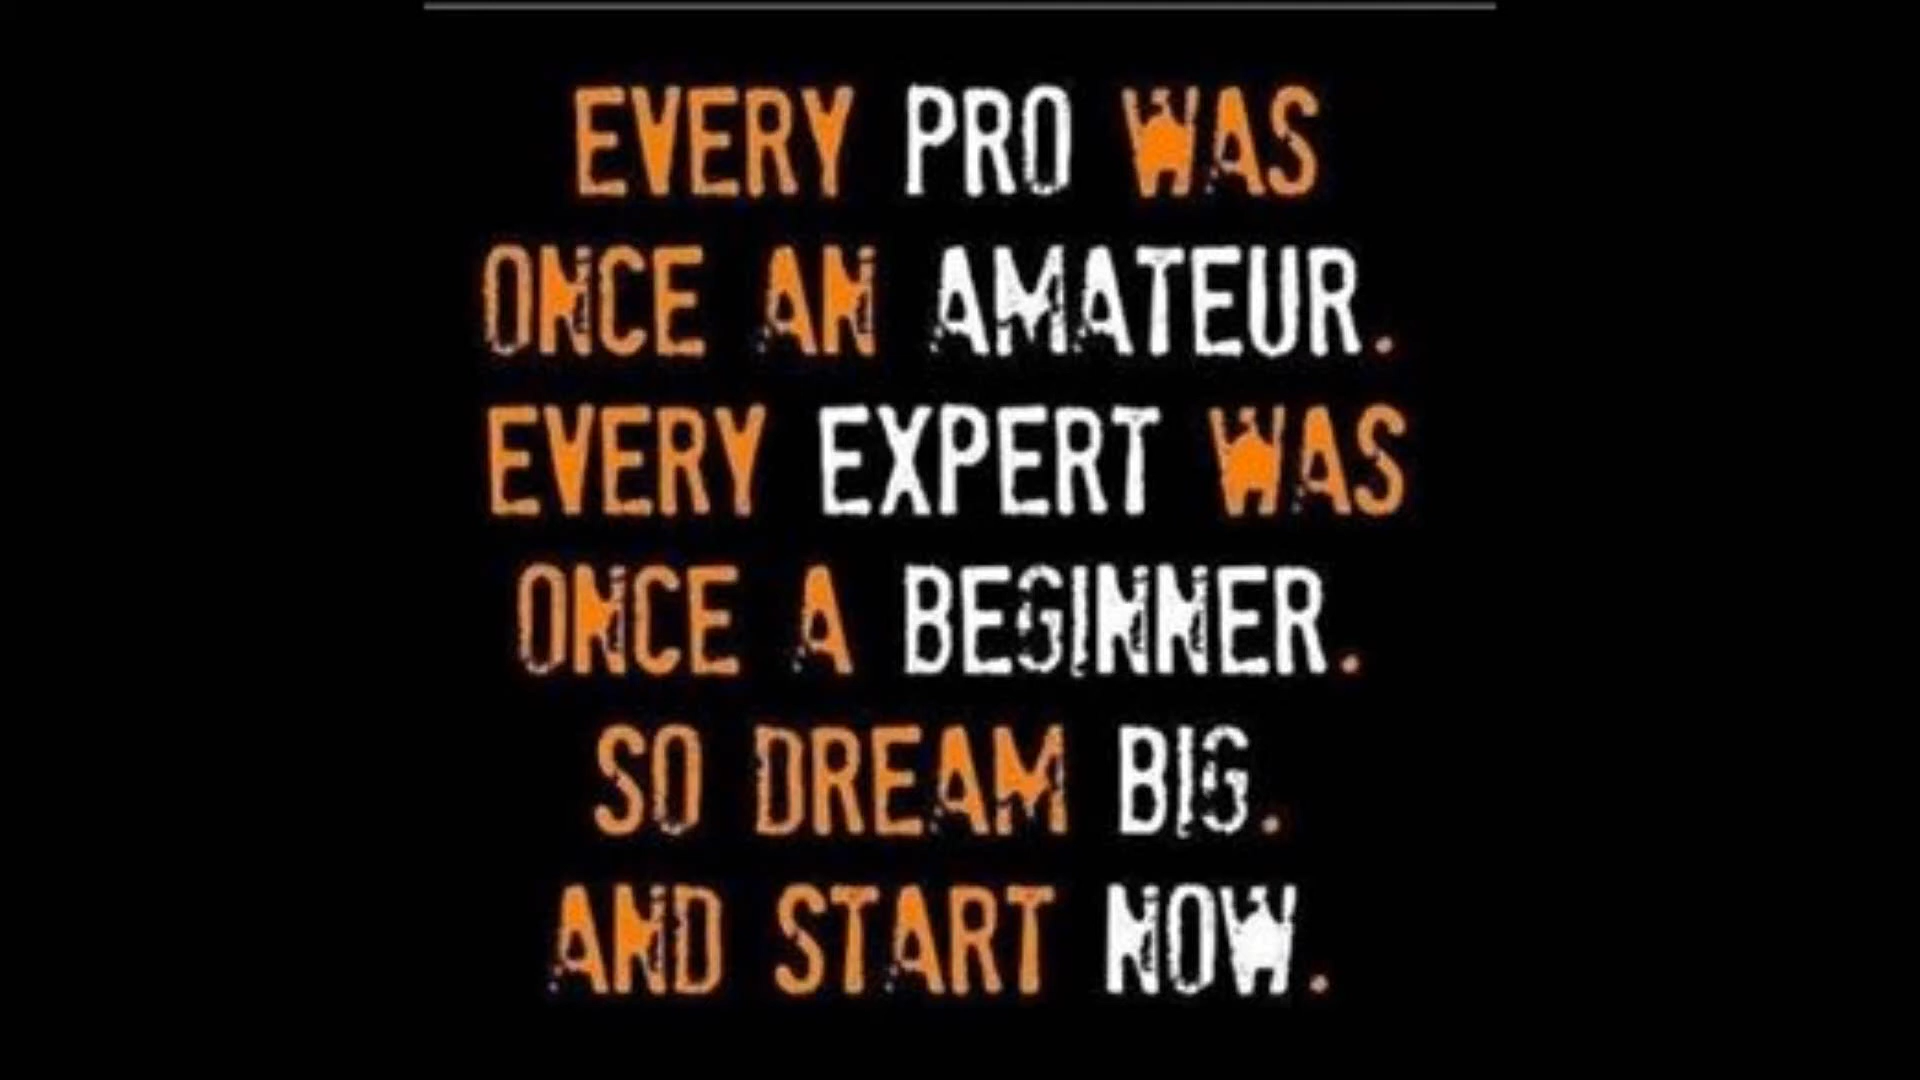 EVERY PRO WAS
ONCE AN AMATEUR.
EVERY EXPERT WAS
ONCE A BEGINNER.
SO DREAM BIG.
AND START NOW.